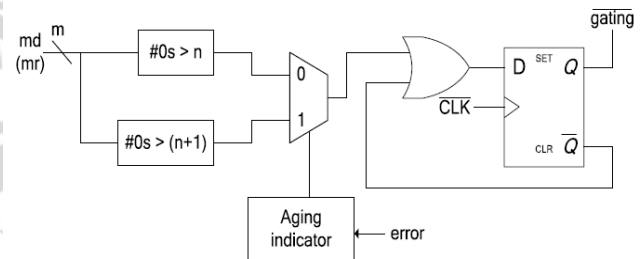 m
md
(mr)
#0s > n
#0s > (n+1)
0
1
Aging
indicator
error
D
SET
Q
CLK
CLR
Q
gating